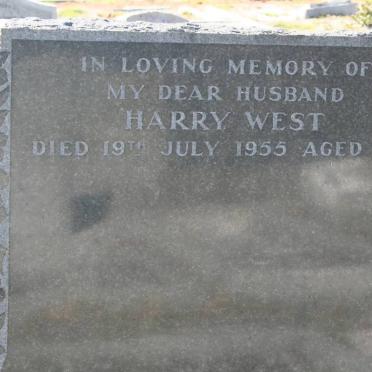 IN LOVING MEMORY OF
MY DEAR HUSBAND
HARRY WEST
DIED 19TH JULY 1955 AGED